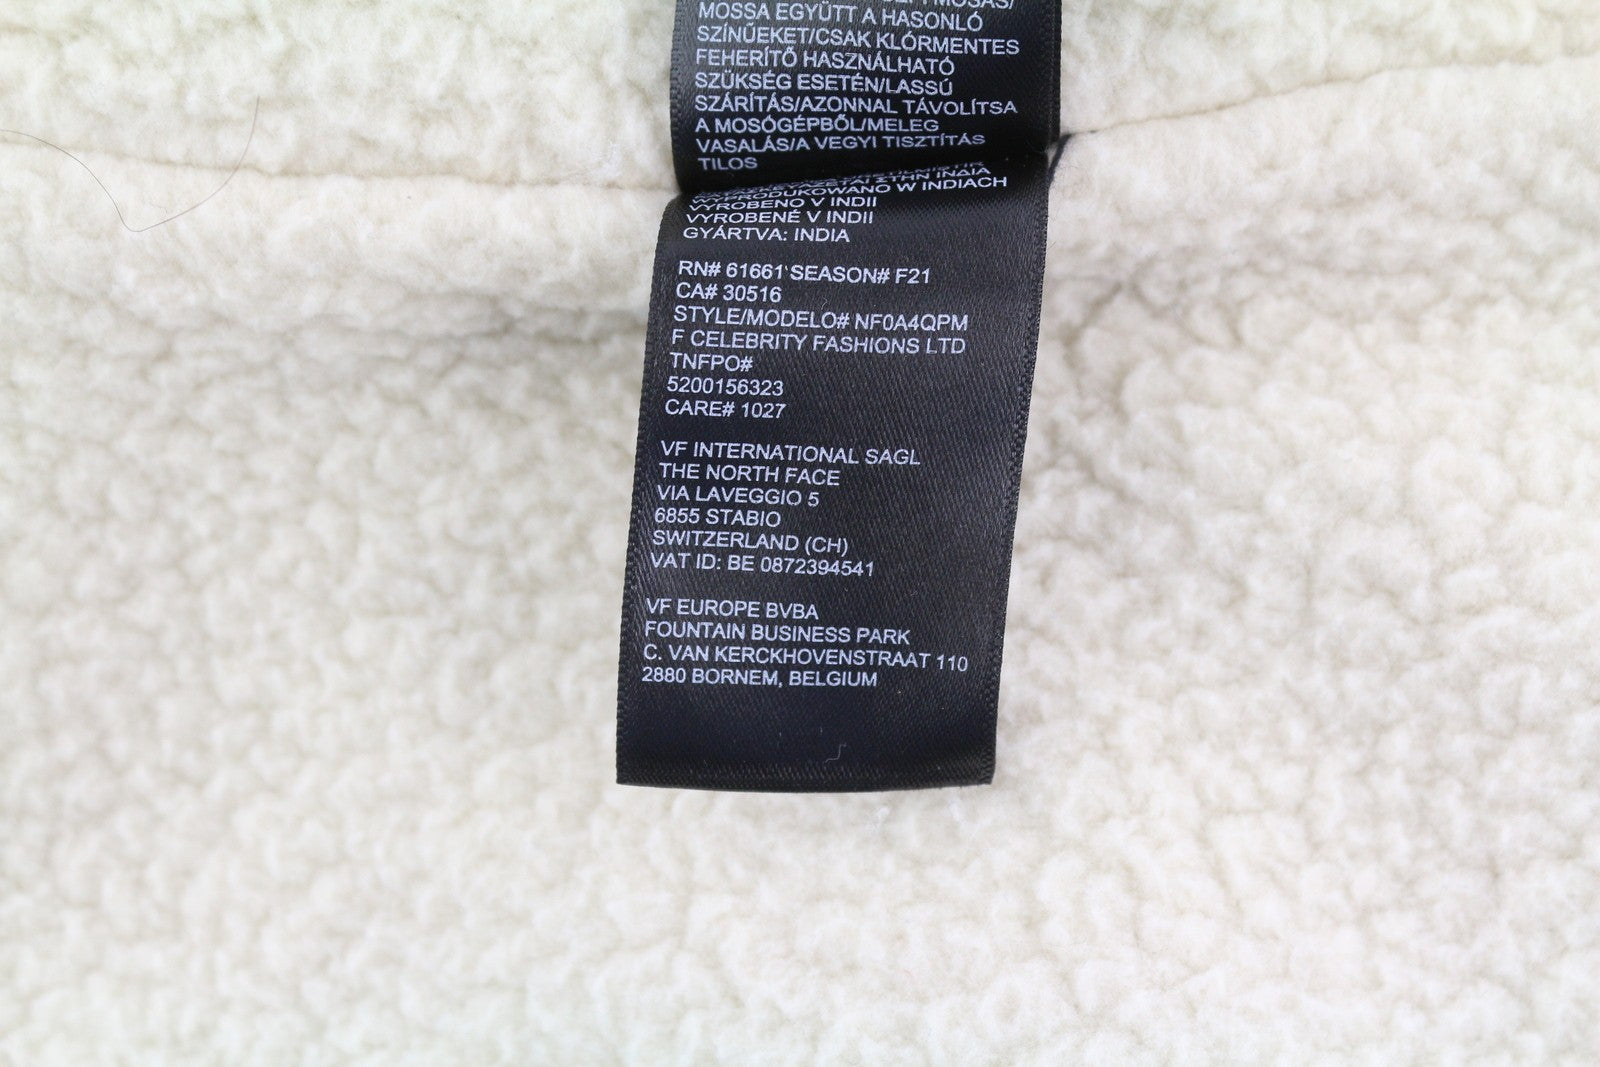 MOSSA EGYÜTT A HASONLÓ
SZÍNŰEKET/CSAK KLÓRMENTES
FEHERÍTŐ HASZNÁLHATÓ
SZÜKSÉG ESETÉN/LASSÚ
SZÁRÍTÁS/AZONNAL TÁVOLÍTSA
A MOSÓGÉPBŐL/MELEG
VASALÁS/A VEGYI TISZTÍTÁS
TILOS
ΣΤΗΝ ΙΝΔΙΑ
WYPRODUKOWANO W INDIACH
VYROBENO V INDII
VYROBENÉ V INDII
GYÁRTVA: INDIA
RN# 61661 SEASON# F21
CA# 30516
STYLE/MODELO# NF0A4QPM
F CELEBRITY FASHIONS LTD
TNFPO#
5200156323
CARE# 1027
VF INTERNATIONAL SAGL
THE NORTH FACE
VIA LAVEGGIO 5
6855 STABIO
SWITZERLAND (CH)
VAT ID: BE 0872394541
VF EUROPE BVBA
FOUNTAIN BUSINESS PARK
C. VAN KERCKHOVENSTRAAT 110
2880 BORNEM, BELGIUM